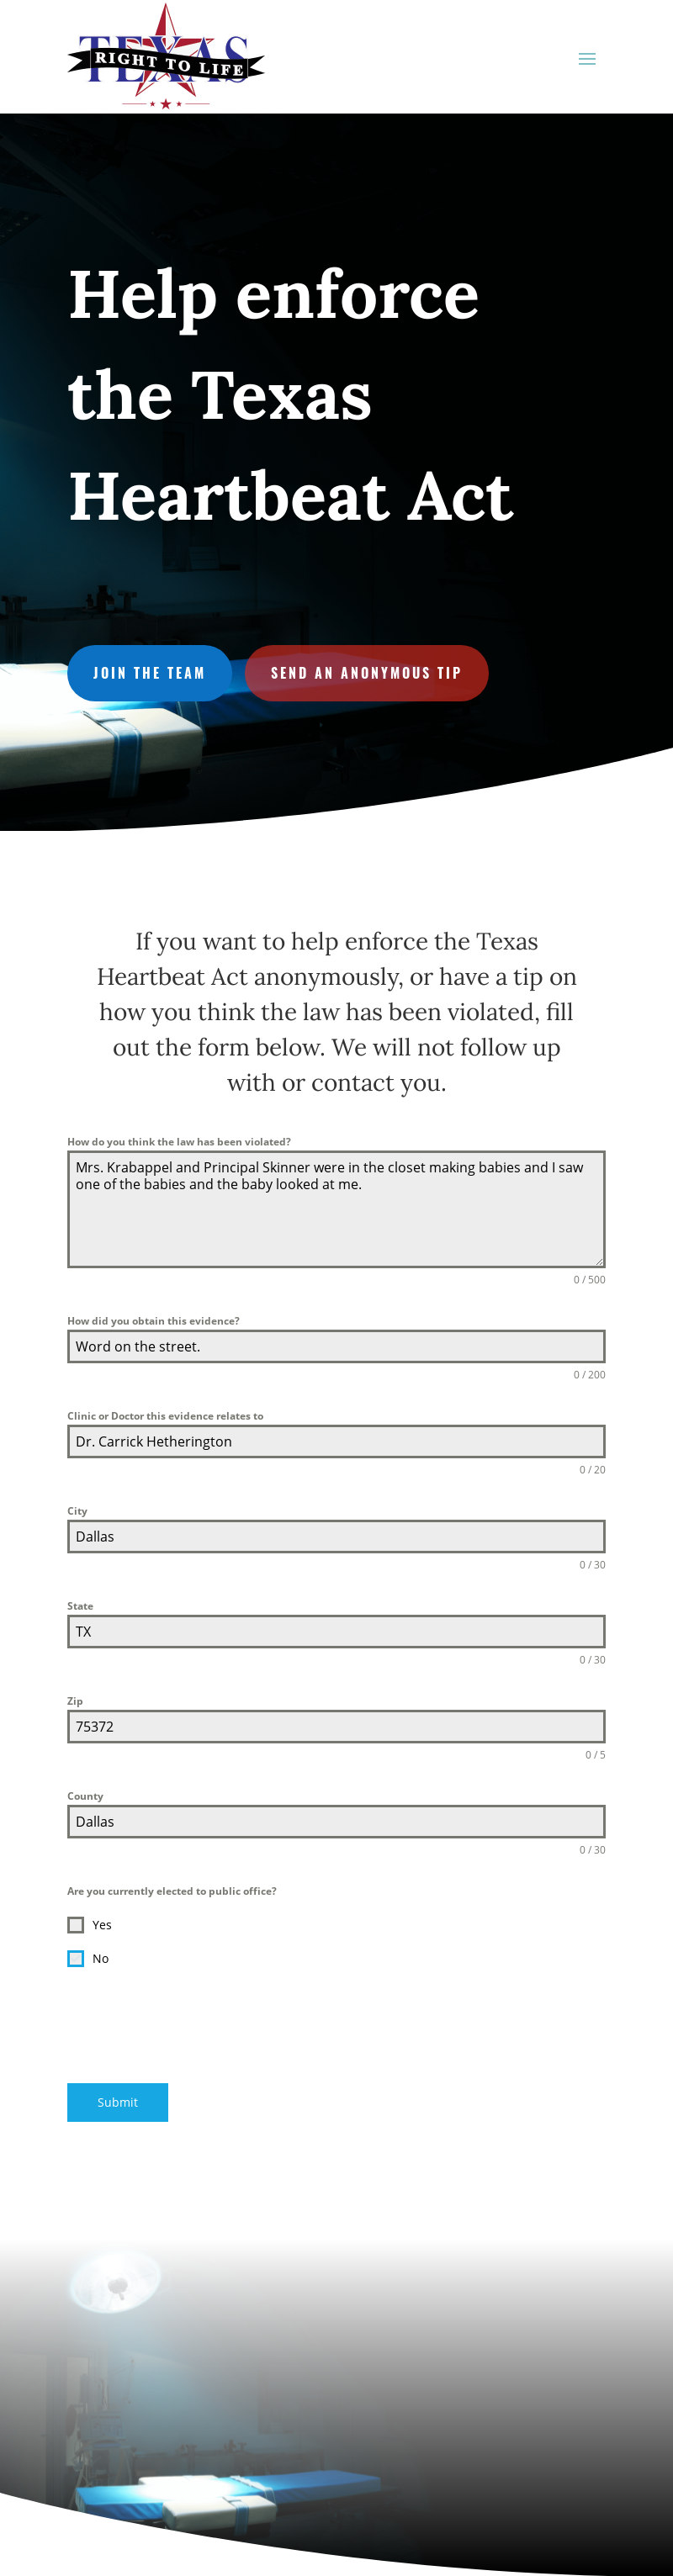 TEXAS
RIGHT TO LIFE
Help enforce
the Texas
Heartbeat Act
JOIN THE TEAM
SEND AN ANONYMOUS TIP
If you want to help enforce the Texas
Heartbeat Act anonymously, or have a tip on
how you think the law has been violated, fill
out the form below. We will not follow up
with or contact you.
How do you think the law has been violated?
Mrs. Krabappel and Principal Skinner were in the closet making babies and I saw
one of the babies and the baby looked at me.
0 / 500
How did you obtain this evidence?
Word on the street.
0 / 200
Clinic or Doctor this evidence relates to
Dr. Carrick Hetherington
0 / 20
City
Dallas
0 / 30
State
TX
0 / 30
Zip
75372
0 / 5
County
Dallas
0 / 30
Are you currently elected to public office?
Yes
No
Submit